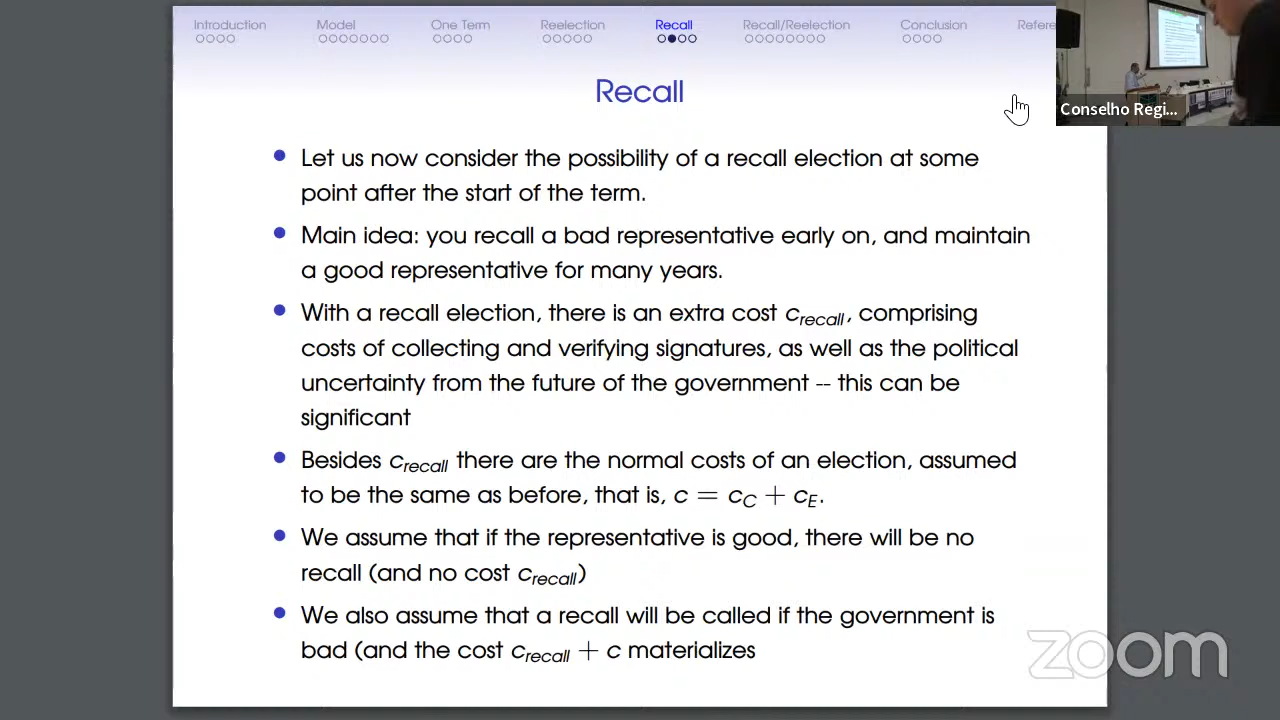 Introduction Model One Term Reelection Recall Recall/Reelection Conclusion Refere
Conselho Regi...
Recall
Let us now consider the possibility of a recall election at some
point after the start of the term.
Main idea: you recall a bad representative early on, and maintain
a good representative for many years.
With a recall election, there is an extra cost c_recall, comprising
costs of collecting and verifying signatures, as well as the political
uncertainty from the future of the government -- this can be
significant
Besides c_recall there are the normal costs of an election, assumed
to be the same as before, that is, c = c_C + c_E.
We assume that if the representative is good, there will be no
recall (and no cost c_recall)
We also assume that a recall will be called if the government is
bad (and the cost c_recall + c materializes
zoom